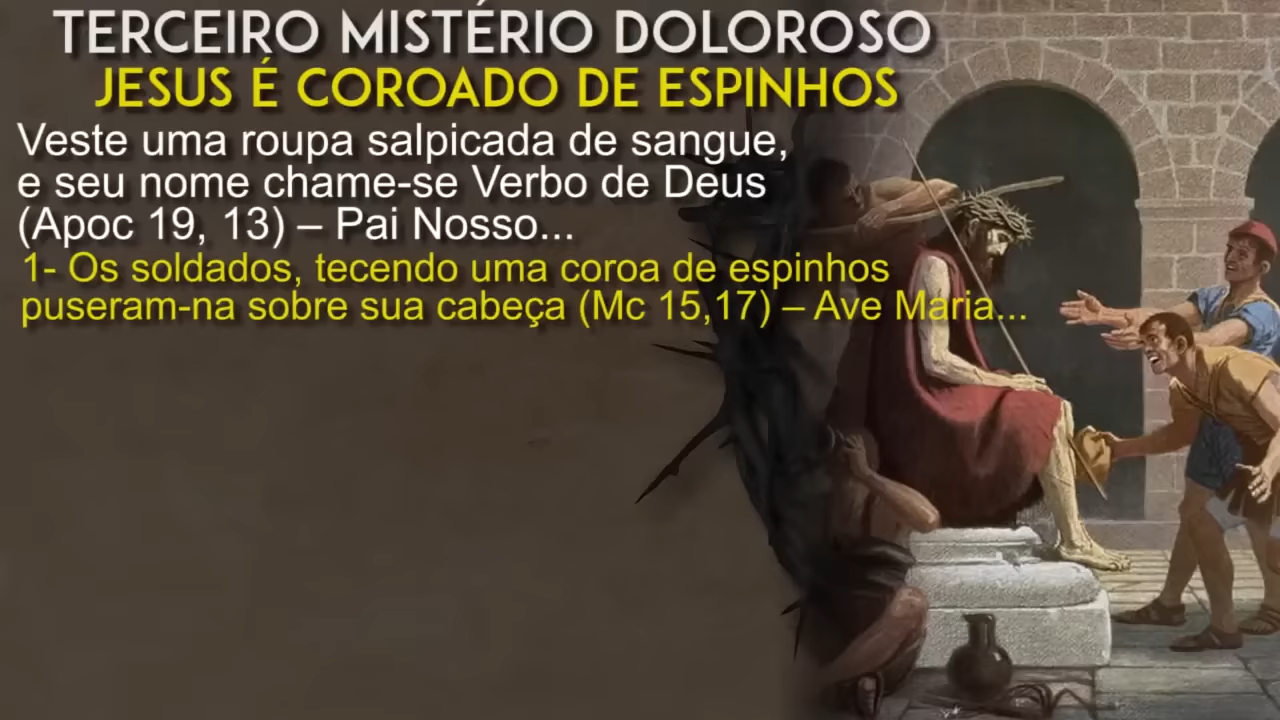 TERCEIRO MISTÉRIO DOLOROSO
JESUS É COROADO DE ESPINHOS
Veste uma roupa salpicada de sangue,
e seu nome chame-se Verbo de Deus
(Apoc 19, 13) – Pai Nosso...
1- Os soldados, tecendo uma coroa de espinhos
puseram-na sobre sua cabeça (Mc 15,17) – Ave Maria...